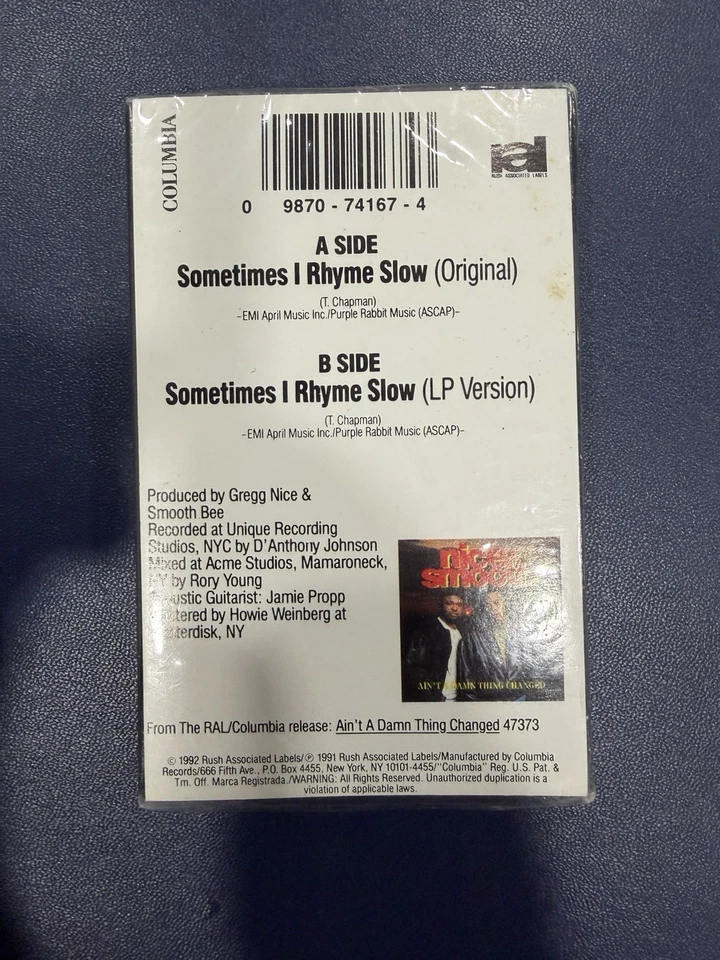 COLUMBIA
ral
RUSH ASSOCIATED LABELS
0 9870 - 74167 - 4
A SIDE
Sometimes I Rhyme Slow (Original)
(T. Chapman)
-EMI April Music Inc./Purple Rabbit Music (ASCAP)-
B SIDE
Sometimes I Rhyme Slow (LP Version)
(T. Chapman)
-EMI April Music Inc./Purple Rabbit Music (ASCAP)-
Produced by Gregg Nice &
Smooth Bee
Recorded at Unique Recording
Studios, NYC by D'Anthony Johnson
Mixed at Acme Studios, Mamaroneck,
NY by Rory Young
Guitarist: Jamie Propp
by Howie Weinberg at
NY
nice
smooth
AIN'T A DAMN THING CHANGED
From The RAL/Columbia release: Ain't A Damn Thing Changed 47373
© 1992 Rush Associated Labels/℗ 1991 Rush Associated Labels/Manufactured by Columbia
Records/666 Fifth Ave., P.O. Box 4455, New York, NY 10101-4455/"Columbia" Reg. U.S. Pat. &
Tm. Off. Marca Registrada./WARNING: All Rights Reserved. Unauthorized duplication is a
violation of applicable laws.